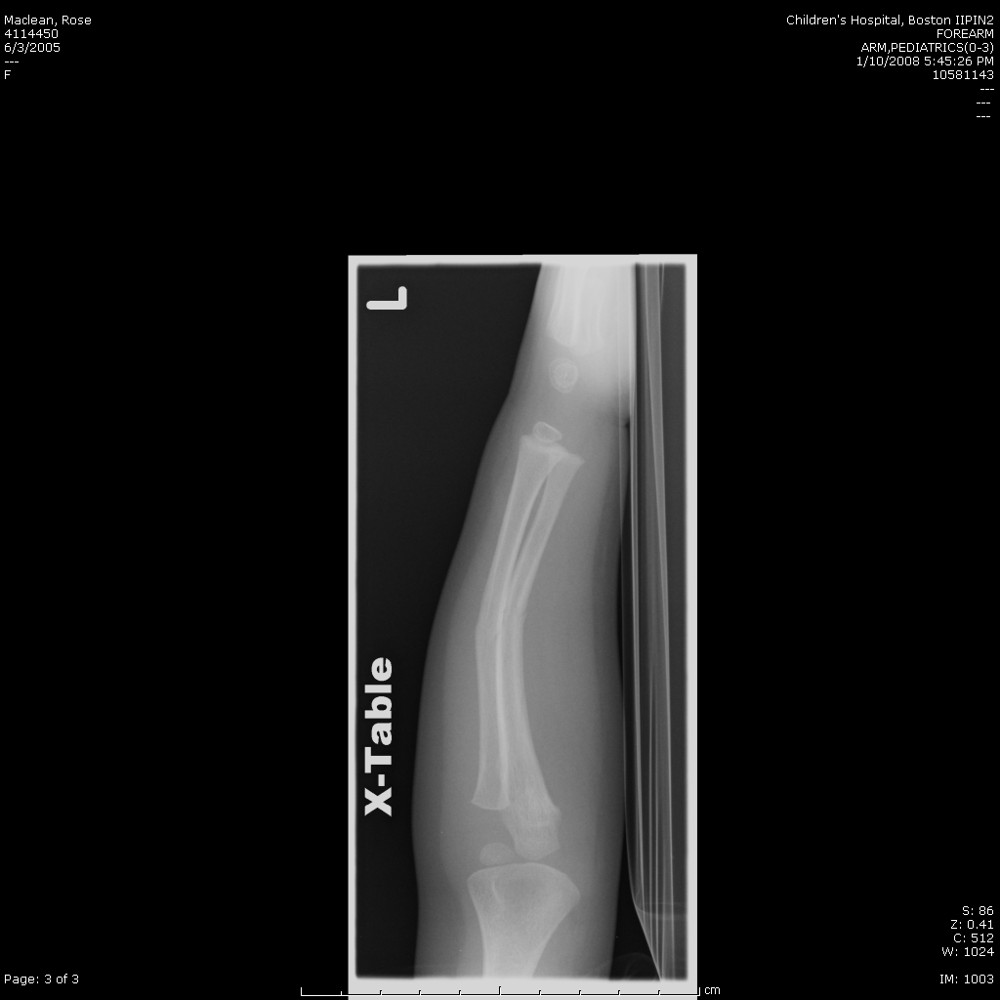 Maclean, Rose
4114450
6/3/2005
---
F
Children's Hospital, Boston IIPIN2
FOREARM
ARM,PEDIATRICS(0-3)
1/10/2008 5:45:26 PM
10581143
---
---
---
L
X-Table
S: 86
Z: 0.41
C: 512
W: 1024
Page: 3 of 3
IM: 1003
cm